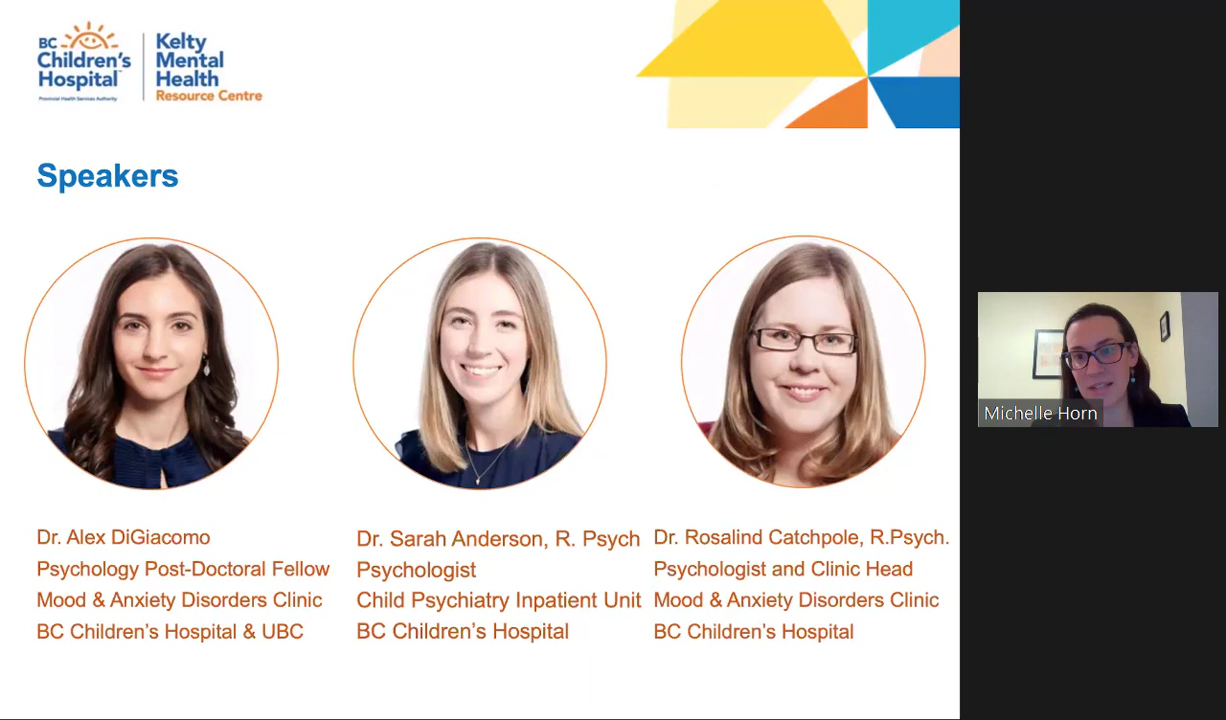 BC
Children's
Hospital
Provincial Health Services Authority
Kelty
Mental
Health
Resource Centre
Speakers
Dr. Alex DiGiacomo
Psychology Post-Doctoral Fellow
Mood & Anxiety Disorders Clinic
BC Children’s Hospital & UBC
Dr. Sarah Anderson, R. Psych
Psychologist
Child Psychiatry Inpatient Unit
BC Children’s Hospital
Dr. Rosalind Catchpole, R.Psych.
Psychologist and Clinic Head
Mood & Anxiety Disorders Clinic
BC Children’s Hospital
Michelle Horn